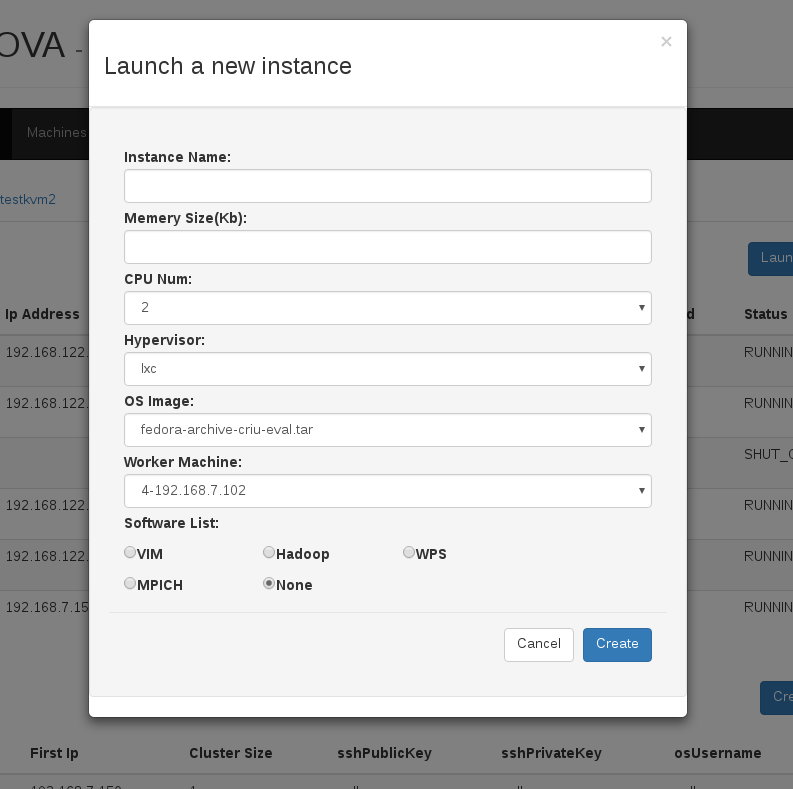 OVA -
×
Launch a new instance
Machines
Instance Name:
testkvm2
Memery Size(Kb):
Laun
CPU Num:
2
Ip Address
d
Status
Hypervisor:
192.168.122.
lxc
RUNNIN
OS Image:
192.168.122.
fedora-archive-criu-eval.tar
RUNNIN
Worker Machine:
SHUT_O
4-192.168.7.102
192.168.122.
RUNNIN
Software List:
192.168.122.
VIM Hadoop WPS
RUNNIN
MPICH None
192.168.7.15
RUNNIN
Cancel Create
Cre
First Ip Cluster Size sshPublicKey sshPrivateKey osUsername